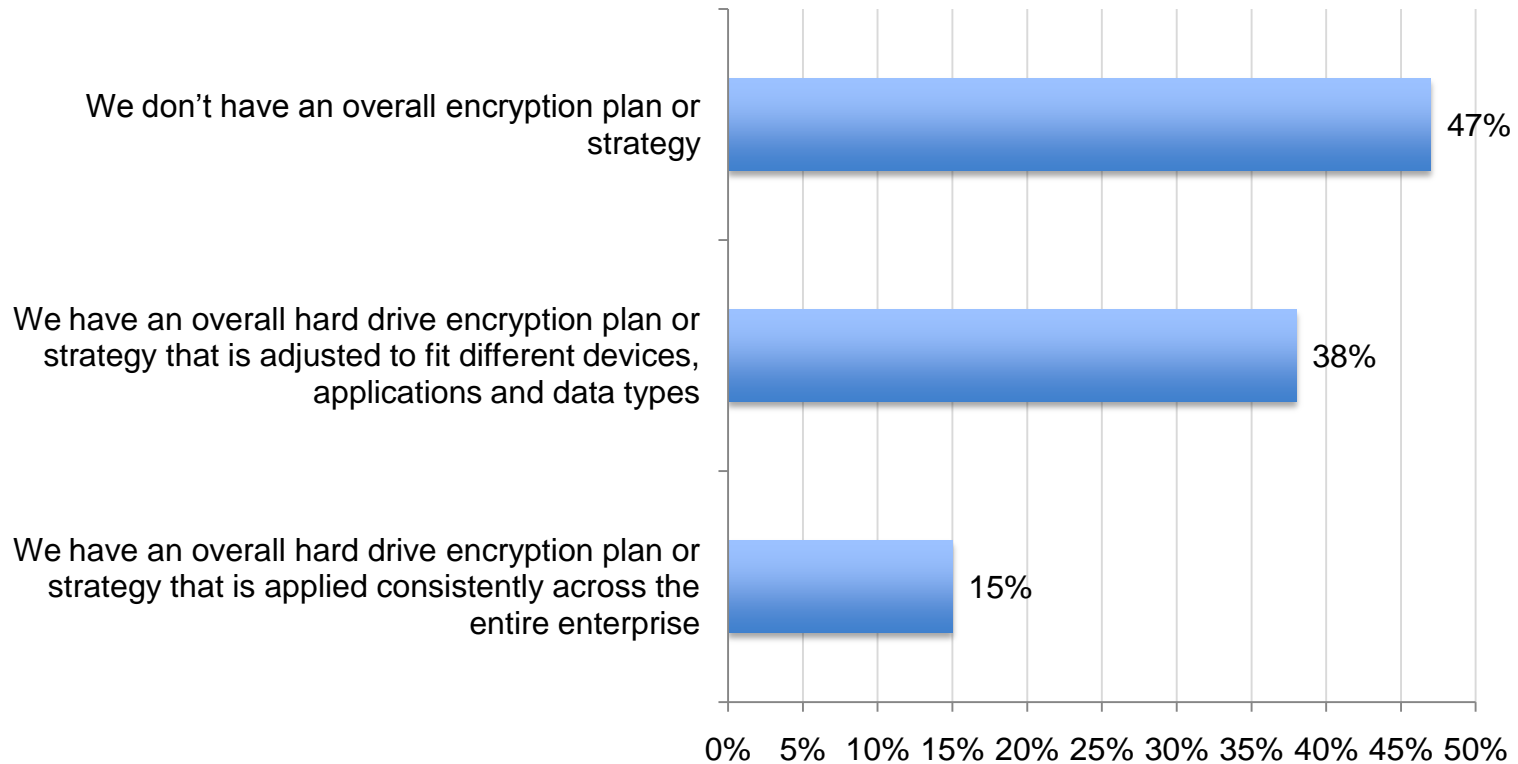 We don’t have an overall encryption plan or
strategy
47%
We have an overall hard drive encryption plan or
strategy that is adjusted to fit different devices,
applications and data types
38%
We have an overall hard drive encryption plan or
strategy that is applied consistently across the
entire enterprise
15%
0% 5% 10% 15% 20% 25% 30% 35% 40% 45% 50%